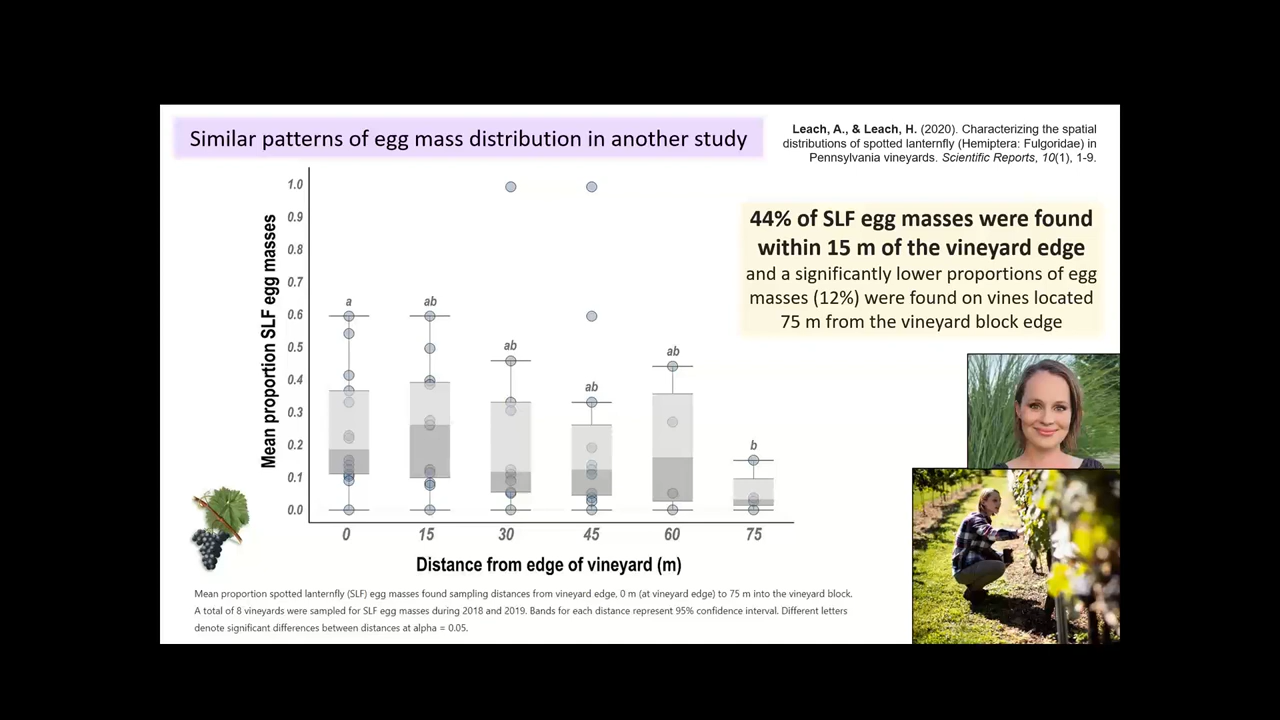 Similar patterns of egg mass distribution in another study
Leach, A., & Leach, H. (2020). Characterizing the spatial
distributions of spotted lanternfly (Hemiptera: Fulgoridae) in
Pennsylvania vineyards. Scientific Reports, 10(1), 1-9.
44% of SLF egg masses were found
within 15 m of the vineyard edge
and a significantly lower proportions of egg
masses (12%) were found on vines located
75 m from the vineyard block edge
Mean proportion SLF egg masses
1.0
0.9
0.8
0.7
0.6
0.5
0.4
0.3
0.2
0.1
0.0
a
ab
ab
ab
ab
b
0 15 30 45 60 75
Distance from edge of vineyard (m)
Mean proportion spotted lanternfly (SLF) egg masses found sampling distances from vineyard edge, 0 m (at vineyard edge) to 75 m into the vineyard block.
A total of 8 vineyards were sampled for SLF egg masses during 2018 and 2019. Bands for each distance represent 95% confidence interval. Different letters
denote significant differences between distances at alpha = 0.05.